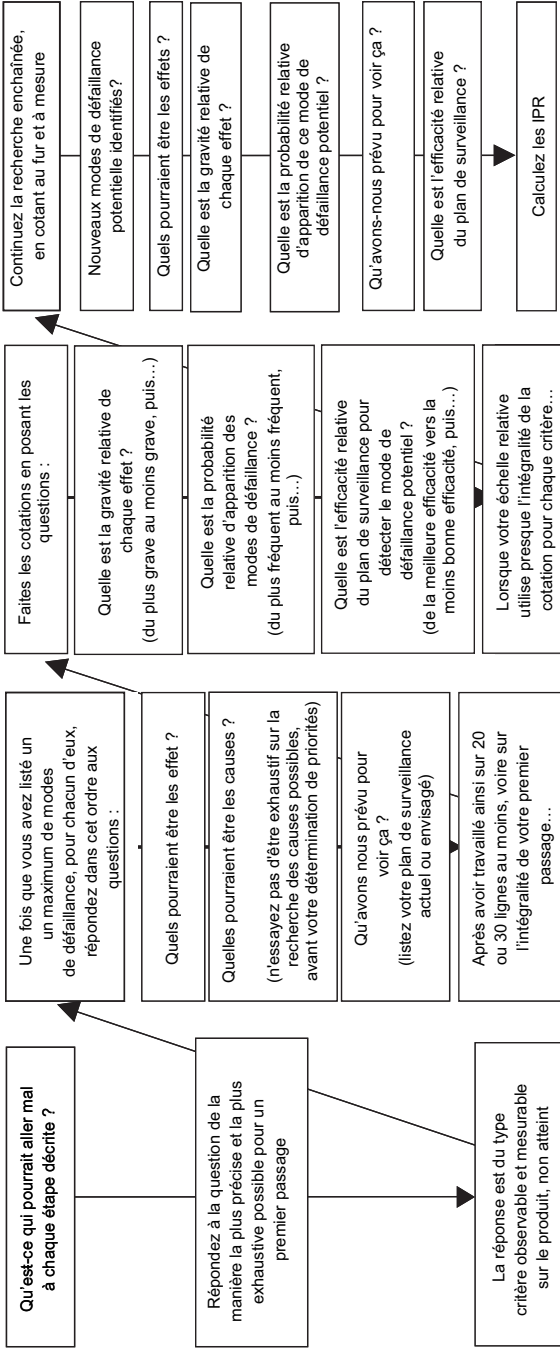 Qu'est-ce qui pourrait aller mal
à chaque étape décrite ?
Répondez à la question de la
manière la plus précise et la plus
exhaustive possible pour un
premier passage
La réponse est du type
critère observable et mesurable
sur le produit, non atteint
Une fois que vous avez listé un
un maximum de modes
de défaillance, pour chacun d'eux,
répondez dans cet ordre aux
questions :
Quels pourraient être les effet ?
Quelles pourraient être les causes ?
(n'essayez pas d'être exhaustif sur la
recherche des causes possibles,
avant votre détermination de priorités)
Qu'avons nous prévu pour
voir ça ?
(listez votre plan de surveillance
actuel ou envisagé)
Après avoir travaillé ainsi sur 20
ou 30 lignes au moins, voire sur
l'intégralité de votre premier
passage…
Faites les cotations en posant les
questions :
Quelle est la gravité relative de
chaque effet ?
(du plus grave au moins grave, puis…)
Quelle est la probabilité
relative d'apparition des
modes de défaillance ?
(du plus fréquent au moins fréquent,
puis…)
Quelle est l'efficacité relative
du plan de surveillance pour
détecter le mode de
défaillance potentiel ?
(de la meilleure efficacité vers la
moins bonne efficacité, puis…)
Lorsque votre échelle relative
utilise presque l'intégralité de la
cotation pour chaque critère…
Continuez la recherche enchaînée,
en cotant au fur et à mesure
Nouveaux modes de défaillance
potentielle identifiés?
Quels pourraient être les effets ?
Quelle est la gravité relative de
chaque effet ?
Quelle est la probabilité relative
d'apparition de ce mode de
défaillance potentiel ?
Qu'avons-nous prévu pour voir ça ?
Quelle est l'efficacité relative
du plan de surveillance ?
Calculez les IPR